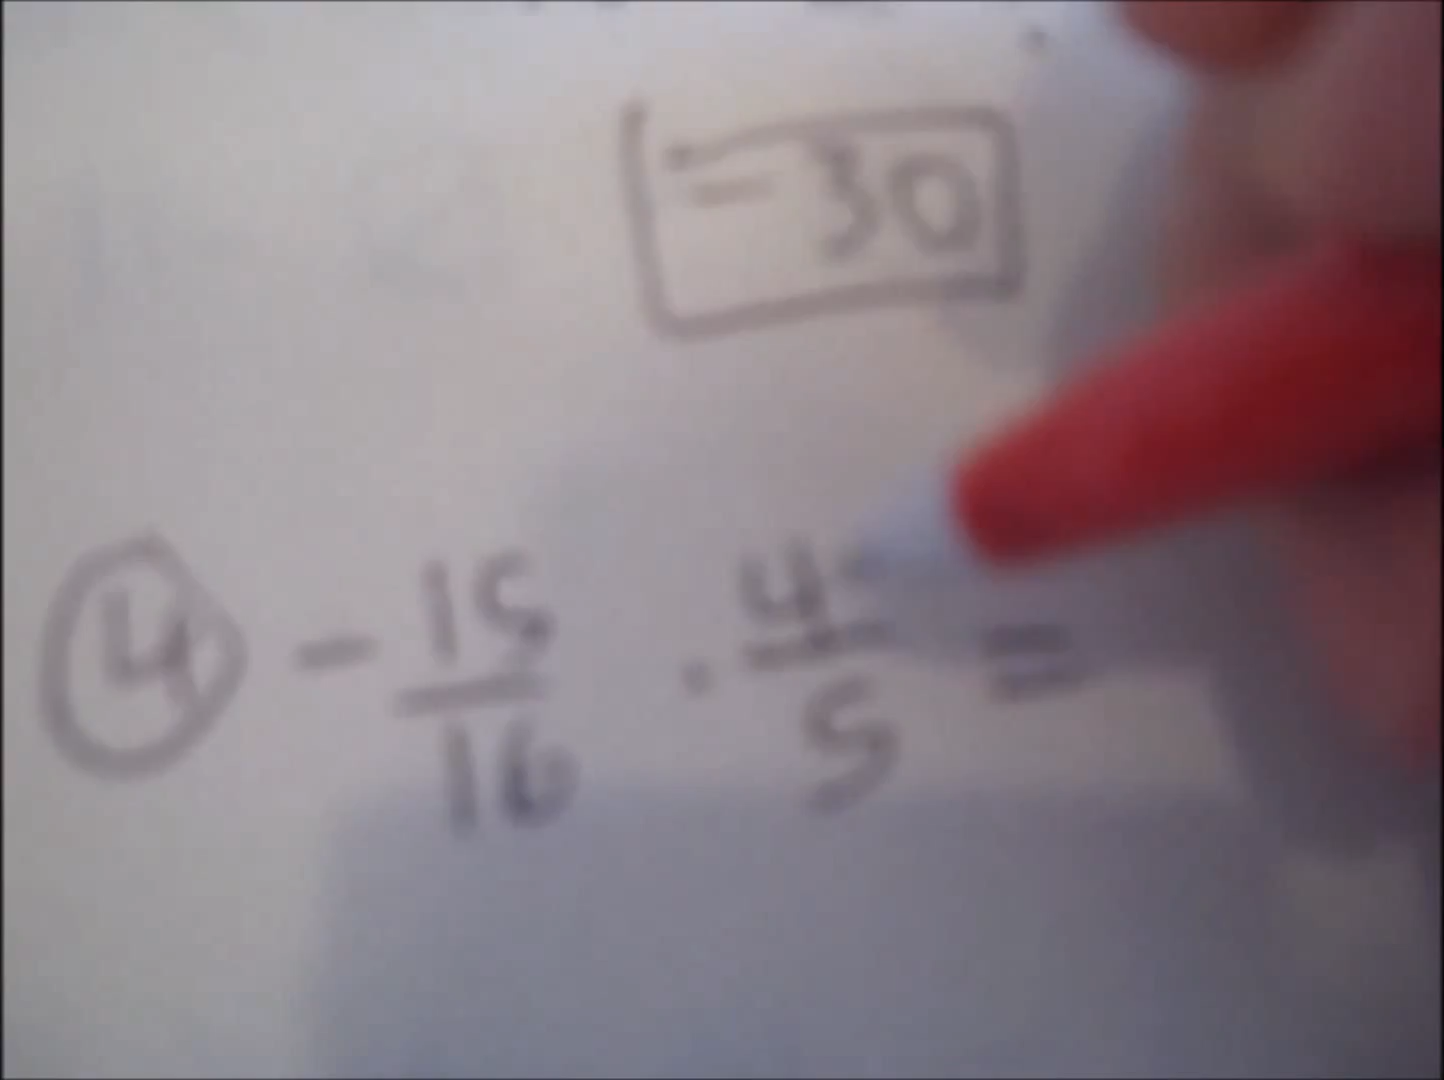 = 30
4 - 15/16 · 4/5 =